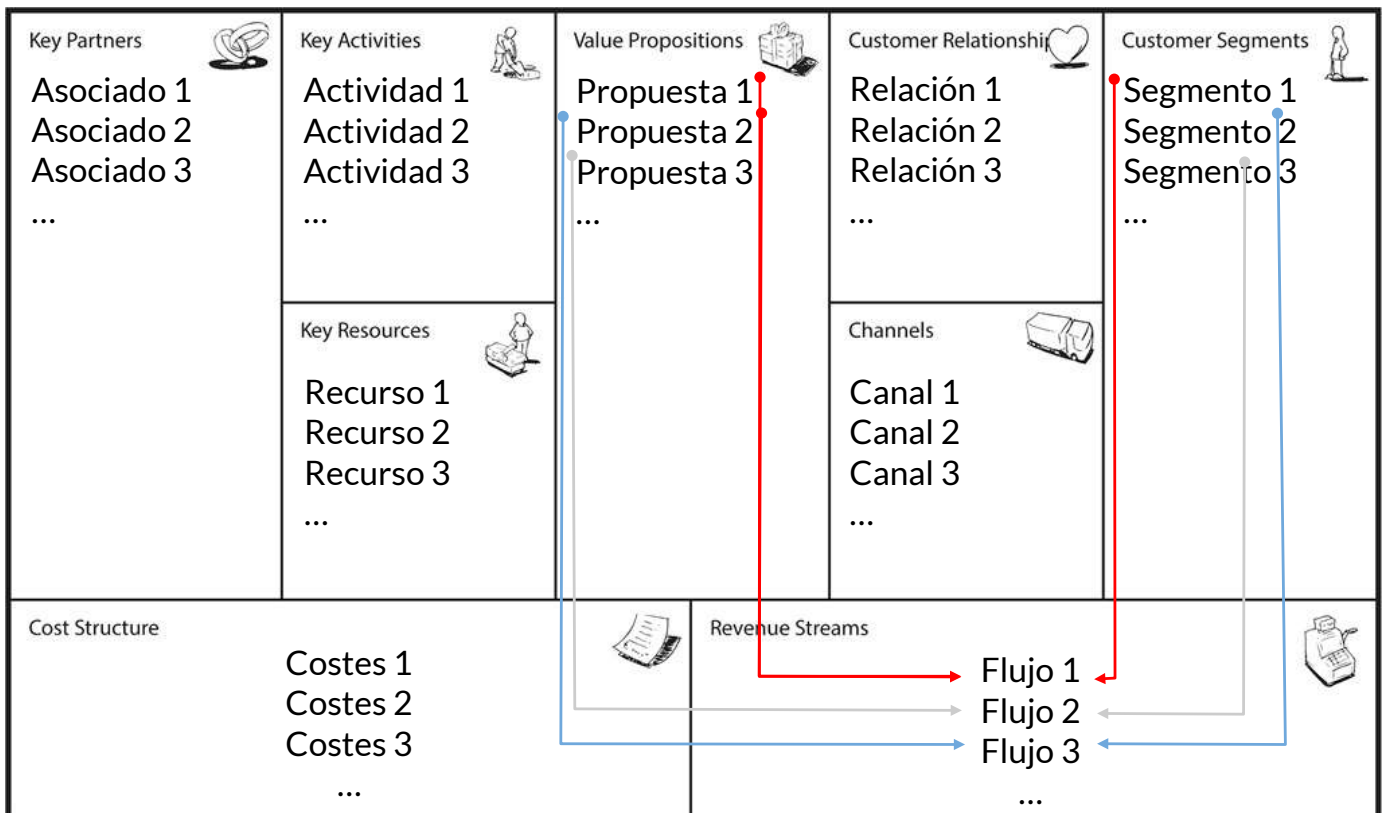 Key Partners
Asociado 1
Asociado 2
Asociado 3
...
Key Activities
Actividad 1
Actividad 2
Actividad 3
...
Key Resources
Recurso 1
Recurso 2
Recurso 3
...
Value Propositions
Propuesta 1
Propuesta 2
Propuesta 3
...
Customer Relationship
Relación 1
Relación 2
Relación 3
...
Channels
Canal 1
Canal 2
Canal 3
...
Customer Segments
Segmento 1
Segmento 2
Segmento 3
...
Cost Structure
Costes 1
Costes 2
Costes 3
...
Revenue Streams
Flujo 1
Flujo 2
Flujo 3
...